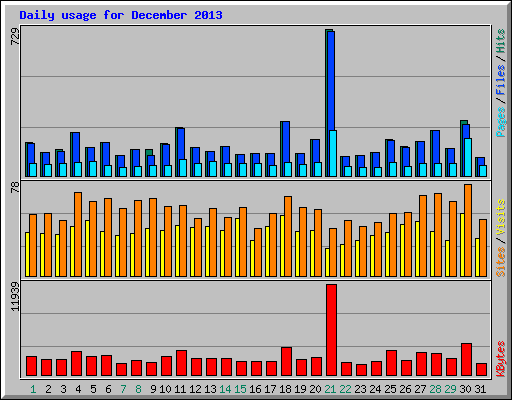 Daily usage for December 2013
729
Pages / Files / Hits
78
Sites / Visits
11939
KBytes
1 2 3 4 5 6 7 8 9 10 11 12 13 14 15 16 17 18 19 20 21 22 23 24 25 26 27 28 29 30 31